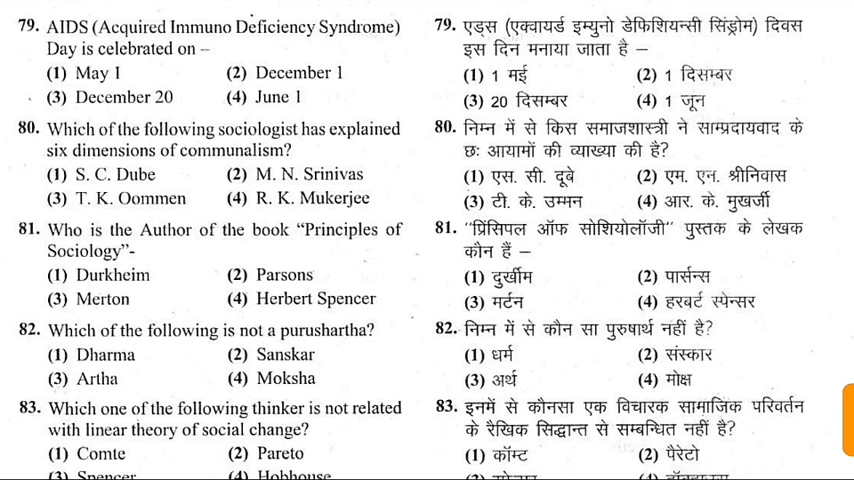 79. AIDS (Acquired Immuno Deficiency Syndrome)
Day is celebrated on –
(1) May 1 (2) December 1
(3) December 20 (4) June 1
80. Which of the following sociologist has explained
six dimensions of communalism?
(1) S. C. Dube (2) M. N. Srinivas
(3) T. K. Oommen (4) R. K. Mukerjee
81. Who is the Author of the book “Principles of
Sociology”-
(1) Durkheim (2) Parsons
(3) Merton (4) Herbert Spencer
82. Which of the following is not a purushartha?
(1) Dharma (2) Sanskar
(3) Artha (4) Moksha
83. Which one of the following thinker is not related
with linear theory of social change?
(1) Comte (2) Pareto
(3) Spencer (4) Hobhouse
79. एड्स (एक्वायर्ड इम्युनो डेफिशियन्सी सिंड्रोम) दिवस
इस दिन मनाया जाता है –
(1) 1 मई (2) 1 दिसम्बर
(3) 20 दिसम्बर (4) 1 जून
80. निम्न में से किस समाजशास्त्री ने साम्प्रदायवाद के
छः आयामों की व्याख्या की है?
(1) एस. सी. दूबे (2) एम. एन. श्रीनिवास
(3) टी. के. उम्मन (4) आर. के. मुखर्जी
81. “प्रिंसिपल ऑफ सोशियोलॉजी” पुस्तक के लेखक
कौन हैं –
(1) दुर्खीम (2) पार्सन्स
(3) मर्टन (4) हरबर्ट स्पेन्सर
82. निम्न में से कौन सा पुरुषार्थ नहीं है?
(1) धर्म (2) संस्कार
(3) अर्थ (4) मोक्ष
83. इनमें से कौनसा एक विचारक सामाजिक परिवर्तन
के रेखिक सिद्धान्त से सम्बन्धित नहीं है?
(1) कॉम्ट (2) पैरेटो